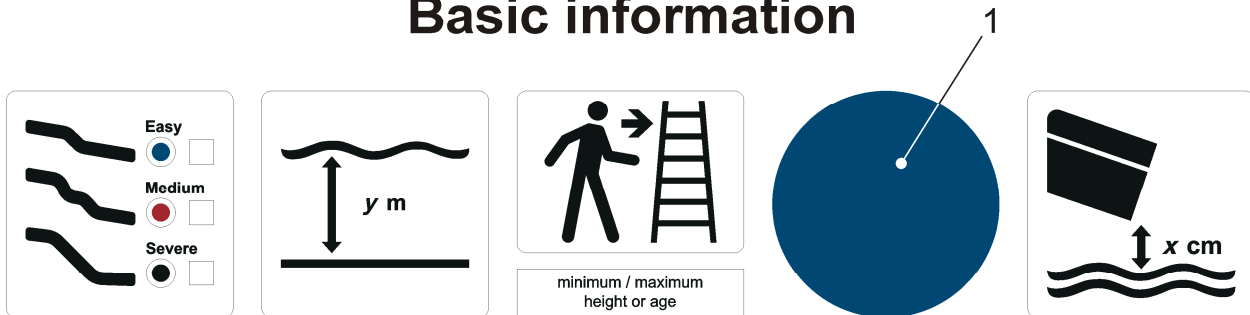 Basic information
1
Easy
Medium
Severe
y m
minimum / maximum
height or age
x cm